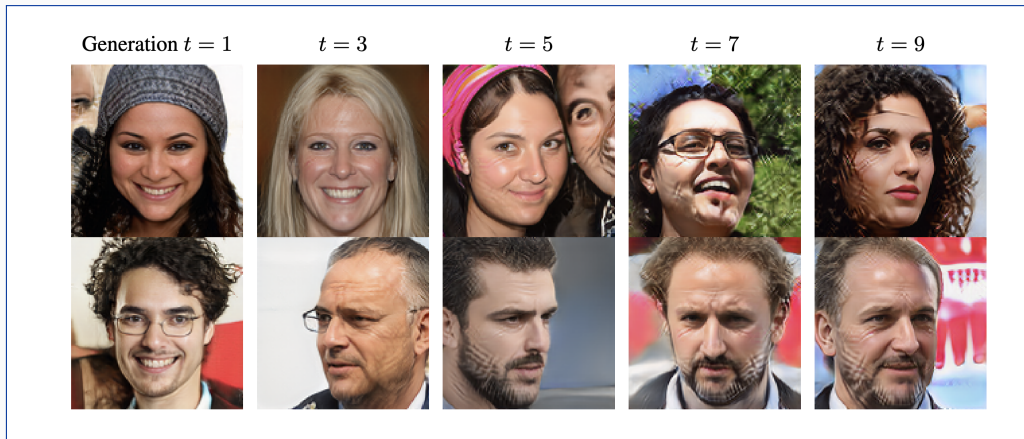 Generation t = 1 t = 3 t = 5 t = 7 t = 9